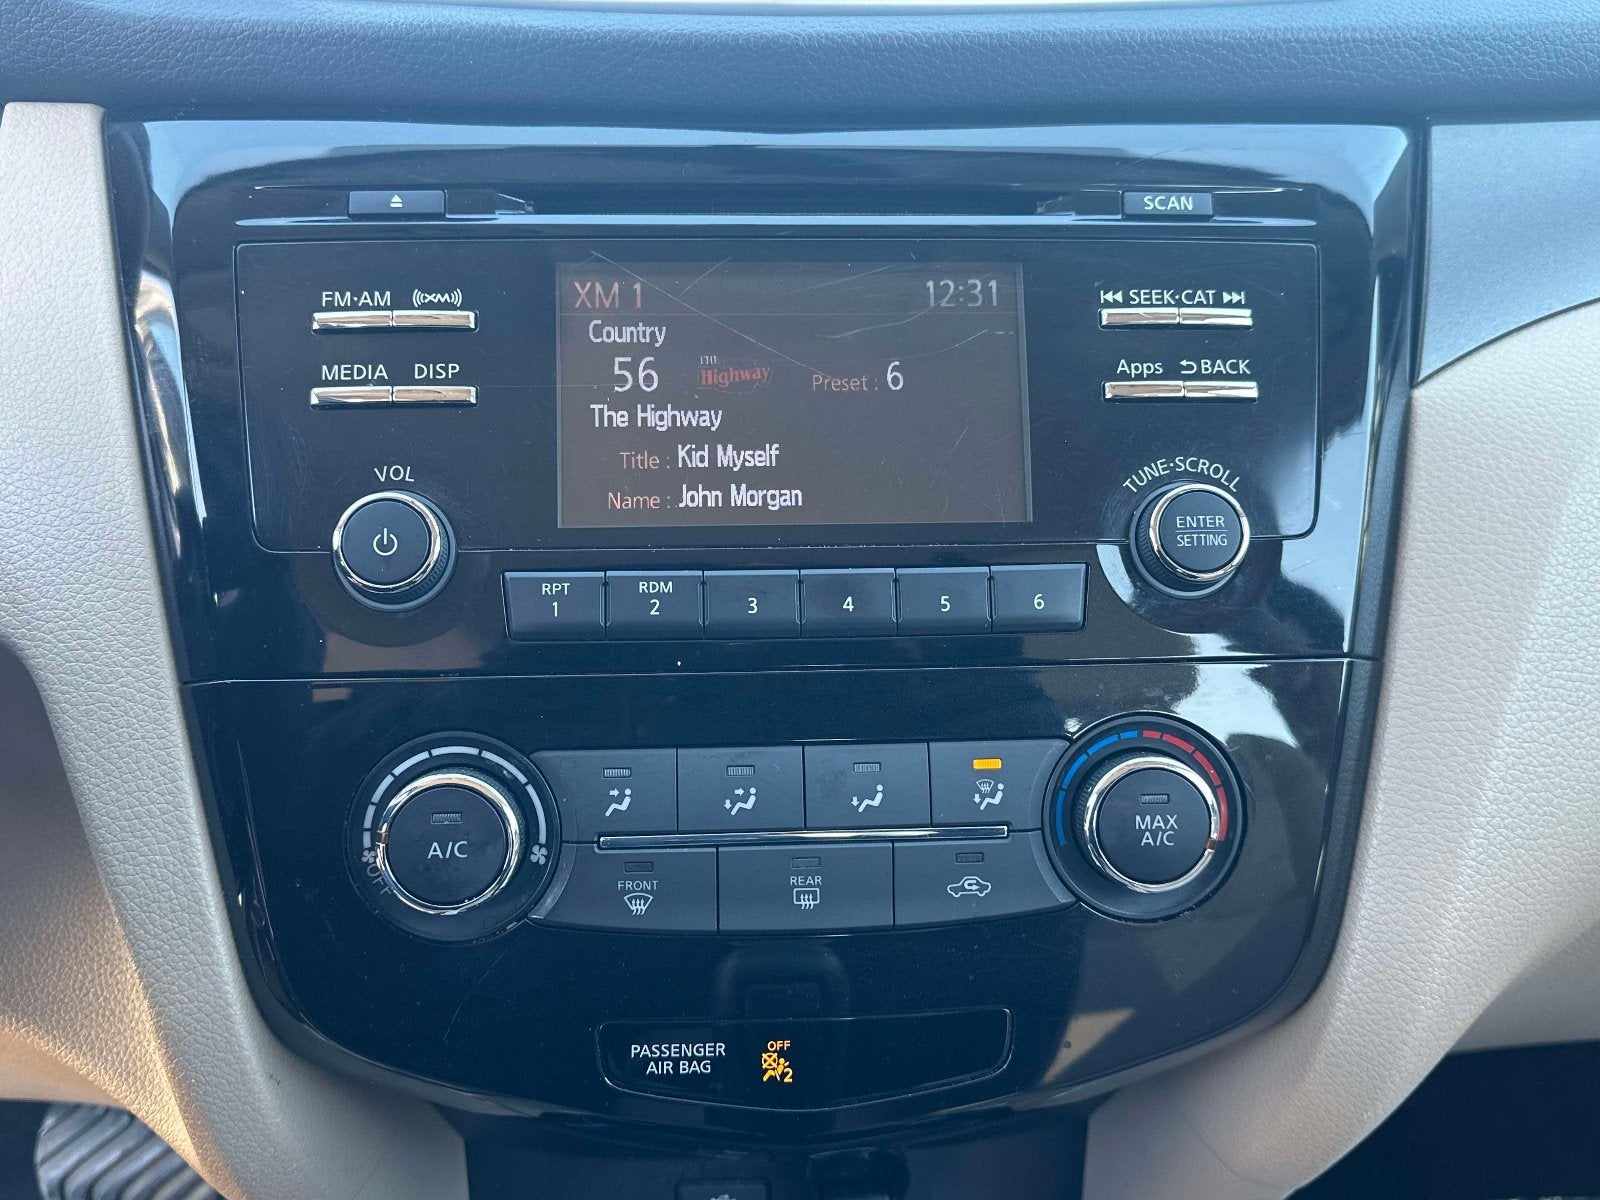 SCAN
FM·AM ((XM))
SEEK·CAT
MEDIA DISP
Apps BACK
VOL
TUNE·SCROLL
ENTER
SETTING
XM 1 12:31
Country
56 THE Highway Preset : 6
The Highway
Title : Kid Myself
Name : John Morgan
RPT
1
RDM
2
3
4
5
6
A/C
OFF
MAX
A/C
FRONT
REAR
PASSENGER
AIR BAG
OFF
2